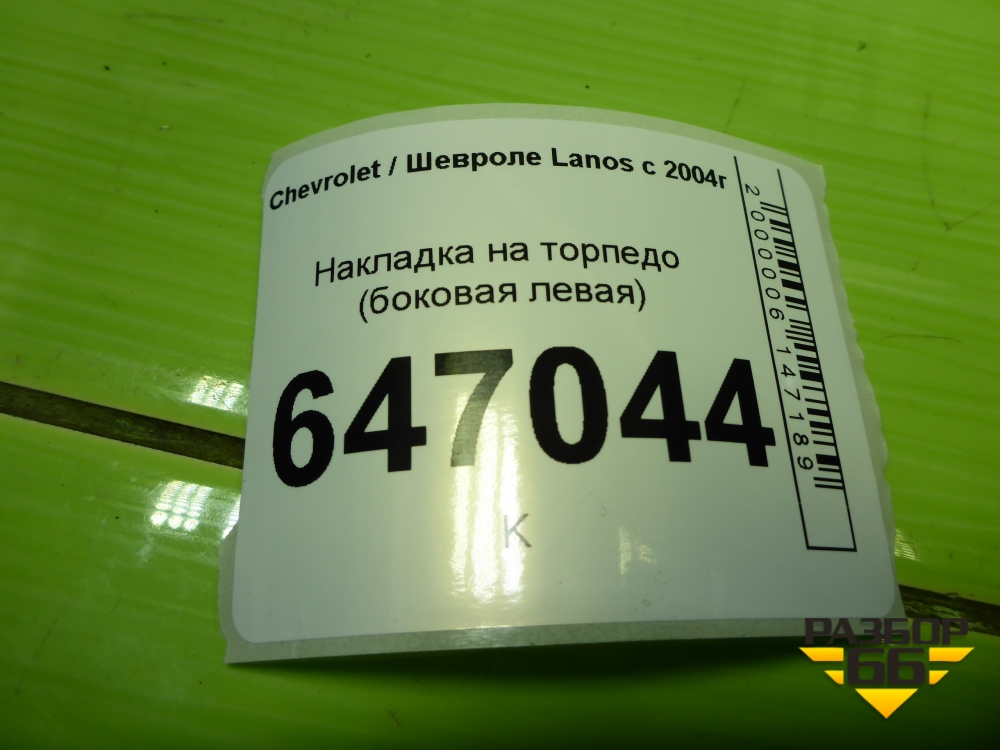 Chevrolet / Шевроле Lanos с 2004г
Накладка на торпедо
(боковая левая)
647044
К
2000006147189
РАЗБОР
66